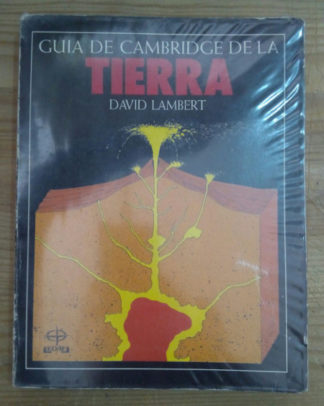 GUIA DE CAMBRIDGE DE LA
TIERRA
DAVID LAMBERT